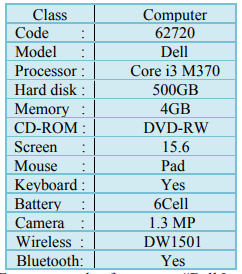 Class Computer
Code : 62720
Model : Dell
Processor : Core i3 M370
Hard disk : 500GB
Memory : 4GB
CD-ROM : DVD-RW
Screen : 15.6
Mouse : Pad
Keyboard : Yes
Battery : 6Cell
Camera : 1.3 MP
Wireless : DW1501
Bluetooth: Yes